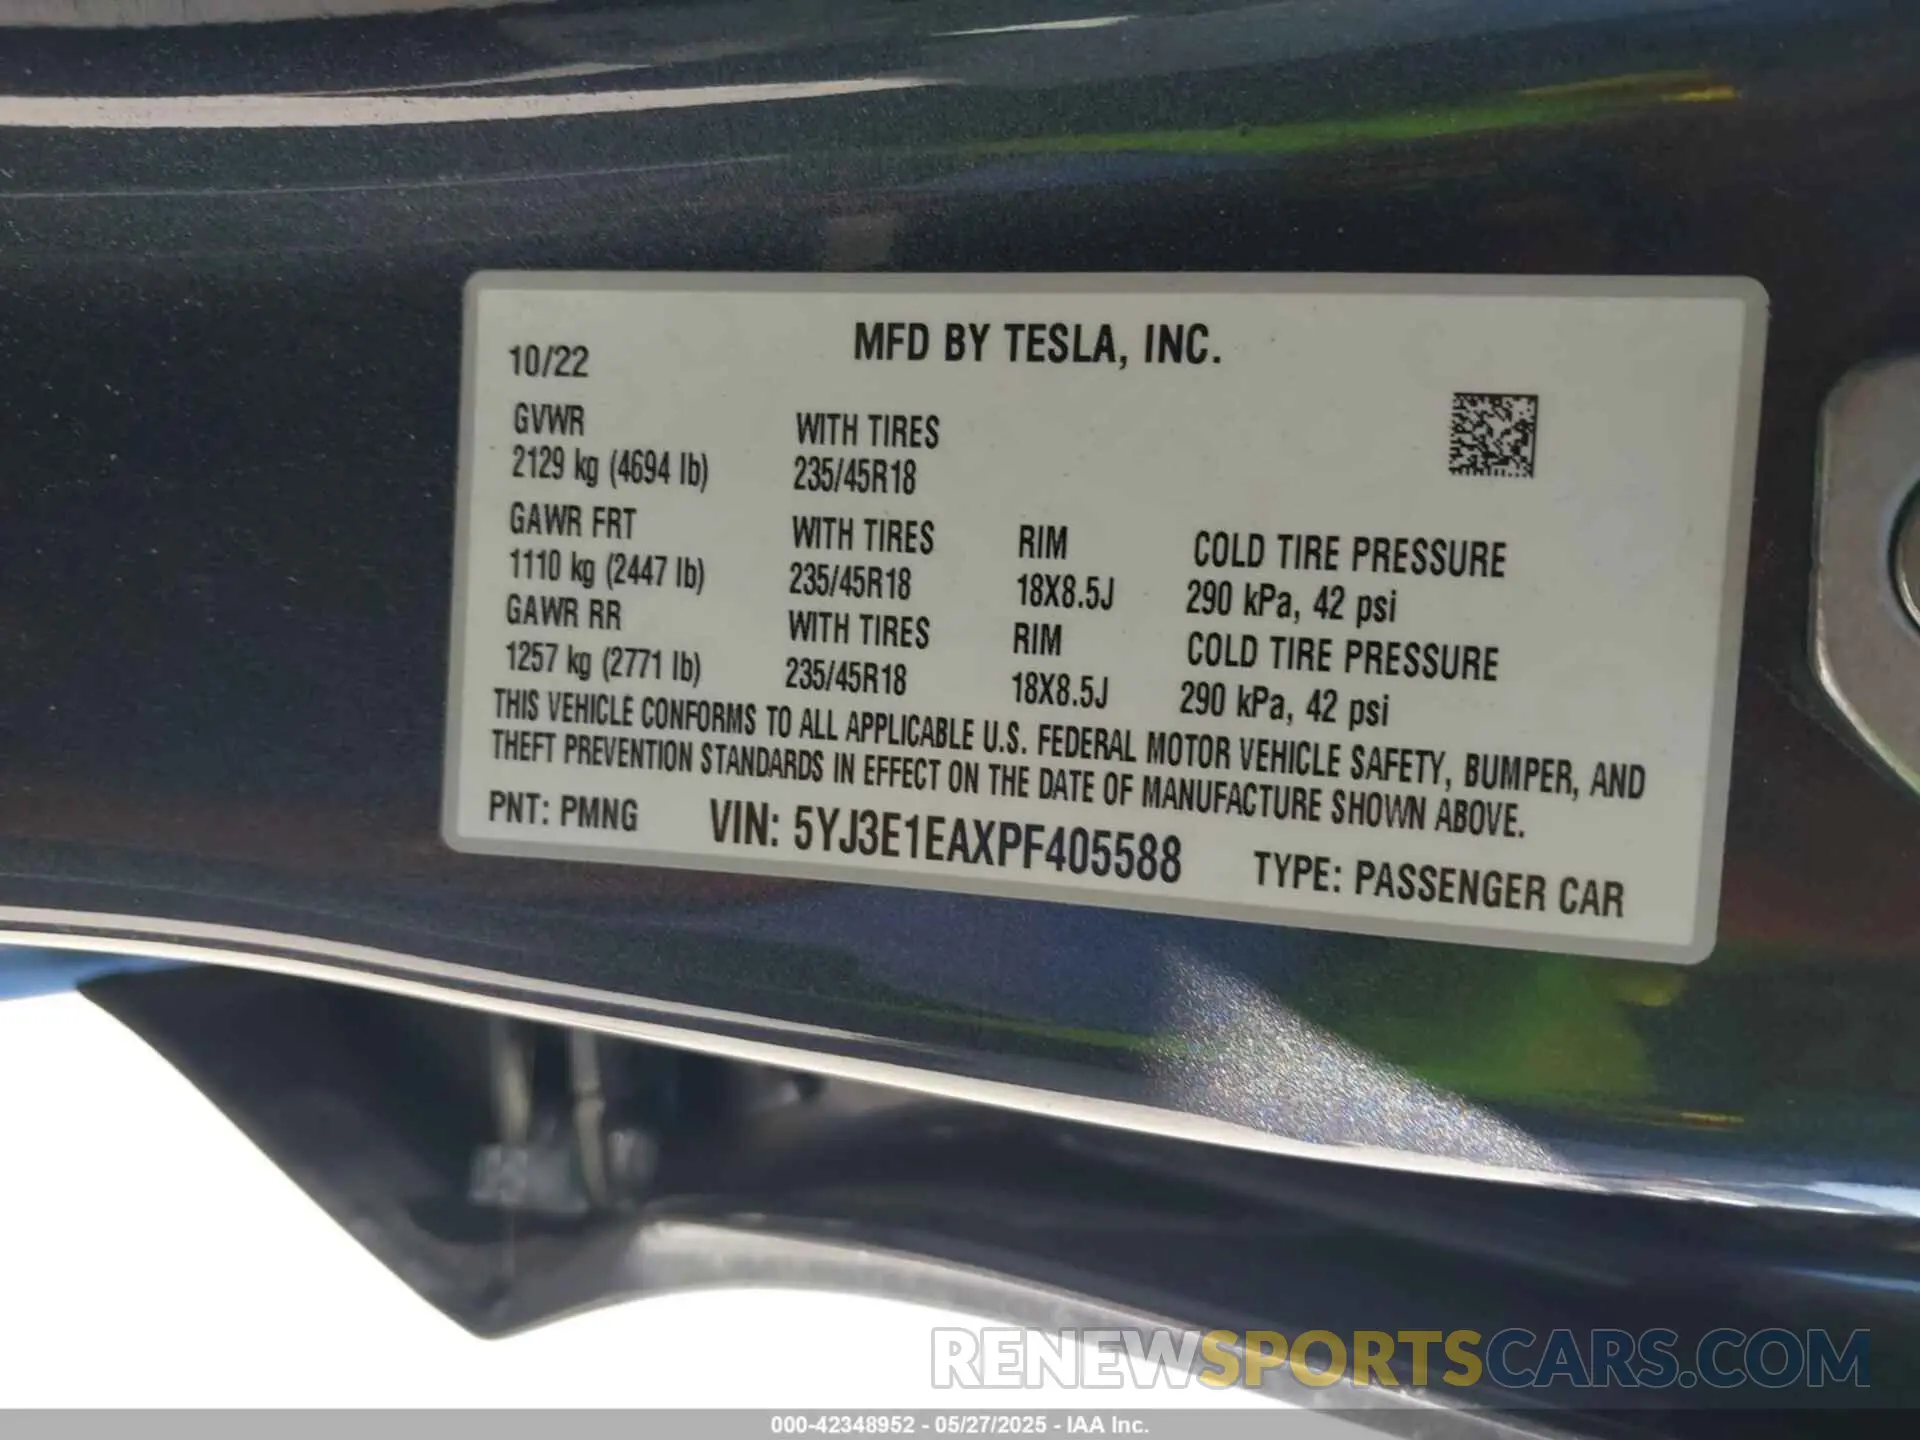 MFD BY TESLA, INC.
10/22
GVWR WITH TIRES
2129 kg (4694 lb) 235/45R18
GAWR FRT WITH TIRES RIM COLD TIRE PRESSURE
1110 kg (2447 lb) 235/45R18 18X8.5J 290 kPa, 42 psi
GAWR RR WITH TIRES RIM COLD TIRE PRESSURE
1257 kg (2771 lb) 235/45R18 18X8.5J 290 kPa, 42 psi
THIS VEHICLE CONFORMS TO ALL APPLICABLE U.S. FEDERAL MOTOR VEHICLE SAFETY, BUMPER, AND
THEFT PREVENTION STANDARDS IN EFFECT ON THE DATE OF MANUFACTURE SHOWN ABOVE.
PNT: PMNG VIN: 5YJ3E1EAXPF405588 TYPE: PASSENGER CAR
RENEWSPORTSCARS.COM
000-42348952 - 05/27/2025 - IAA Inc.